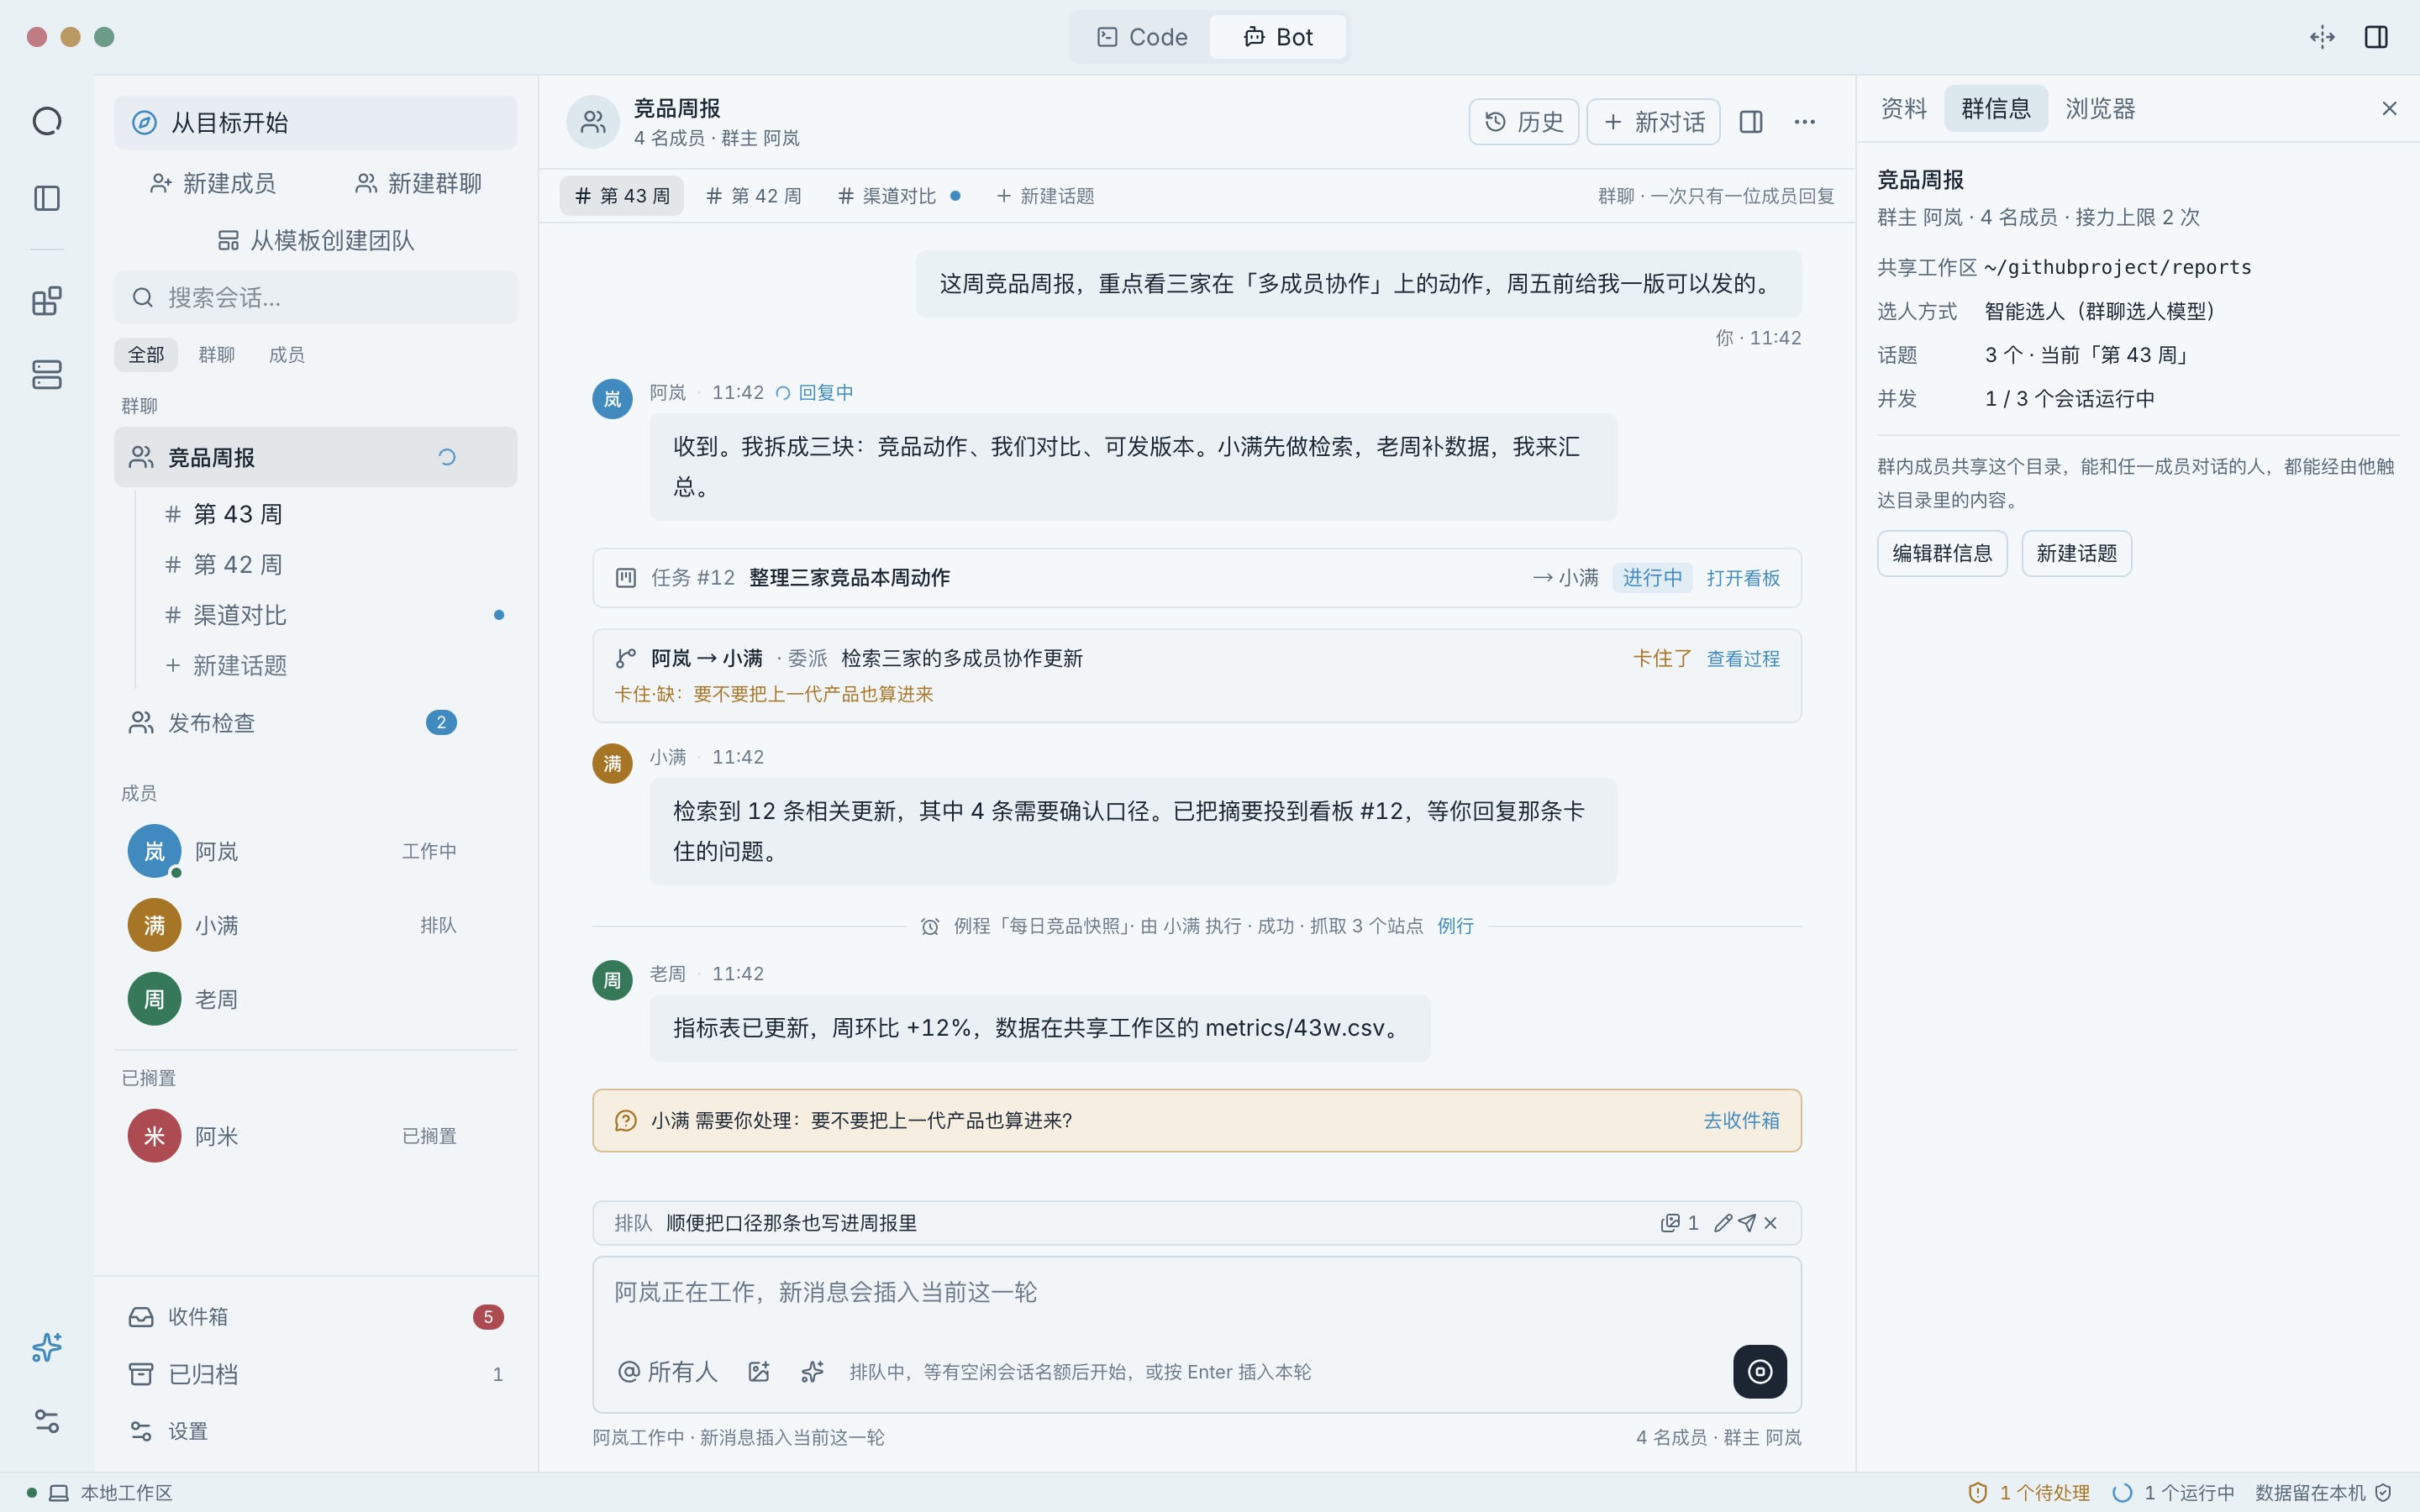 Code
Bot
从目标开始
新建成员
新建群聊
从模板创建团队
搜索会话...
全部
群聊
成员
群聊
竞品周报
# 第 43 周
# 第 42 周
# 渠道对比
+ 新建话题
发布检查
2
成员
岚
阿岚
工作中
满
小满
排队
周
老周
已搁置
米
阿米
已搁置
收件箱
5
已归档
1
设置
竞品周报
4 名成员 · 群主 阿岚
历史
+ 新对话
# 第 43 周
# 第 42 周
# 渠道对比
+ 新建话题
群聊 · 一次只有一位成员回复
这周竞品周报，重点看三家在「多成员协作」上的动作，周五前给我一版可以发的。
你 · 11:42
岚
阿岚 · 11:42 回复中
收到。我拆成三块：竞品动作、我们对比、可发版本。小满先做检索，老周补数据，我来汇
总。
任务 #12 整理三家竞品本周动作
→ 小满
进行中
打开看板
阿岚 → 小满 · 委派 检索三家的多成员协作更新
卡住了
查看过程
卡住·缺：要不要把上一代产品也算进来
满
小满 · 11:42
检索到 12 条相关更新，其中 4 条需要确认口径。已把摘要投到看板 #12，等你回复那条卡
住的问题。
例程「每日竞品快照」· 由 小满 执行 · 成功 · 抓取 3 个站点 例行
周
老周 · 11:42
指标表已更新，周环比 +12%，数据在共享工作区的 metrics/43w.csv。
小满 需要你处理：要不要把上一代产品也算进来？
去收件箱
排队 顺便把口径那条也写进周报里
1
阿岚正在工作，新消息会插入当前这一轮
@ 所有人
排队中，等有空闲会话名额后开始，或按 Enter 插入本轮
阿岚工作中 · 新消息插入当前这一轮
4 名成员 · 群主 阿岚
资料
群信息
浏览器
竞品周报
群主 阿岚 · 4 名成员 · 接力上限 2 次
共享工作区 ~/githubproject/reports
选人方式 智能选人（群聊选人模型）
话题 3 个 · 当前「第 43 周」
并发 1 / 3 个会话运行中
群内成员共享这个目录，能和任一成员对话的人，都能经由他触
达目录里的内容。
编辑群信息
新建话题
本地工作区
1 个待处理
1 个运行中
数据留在本机